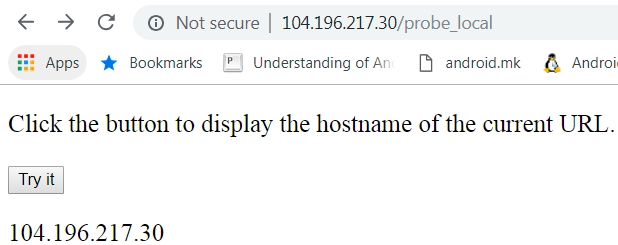 Not secure | 104.196.217.30/probe_local
Apps Bookmarks P Understanding of An android.mk Androi
Click the button to display the hostname of the current URL.
Try it
104.196.217.30